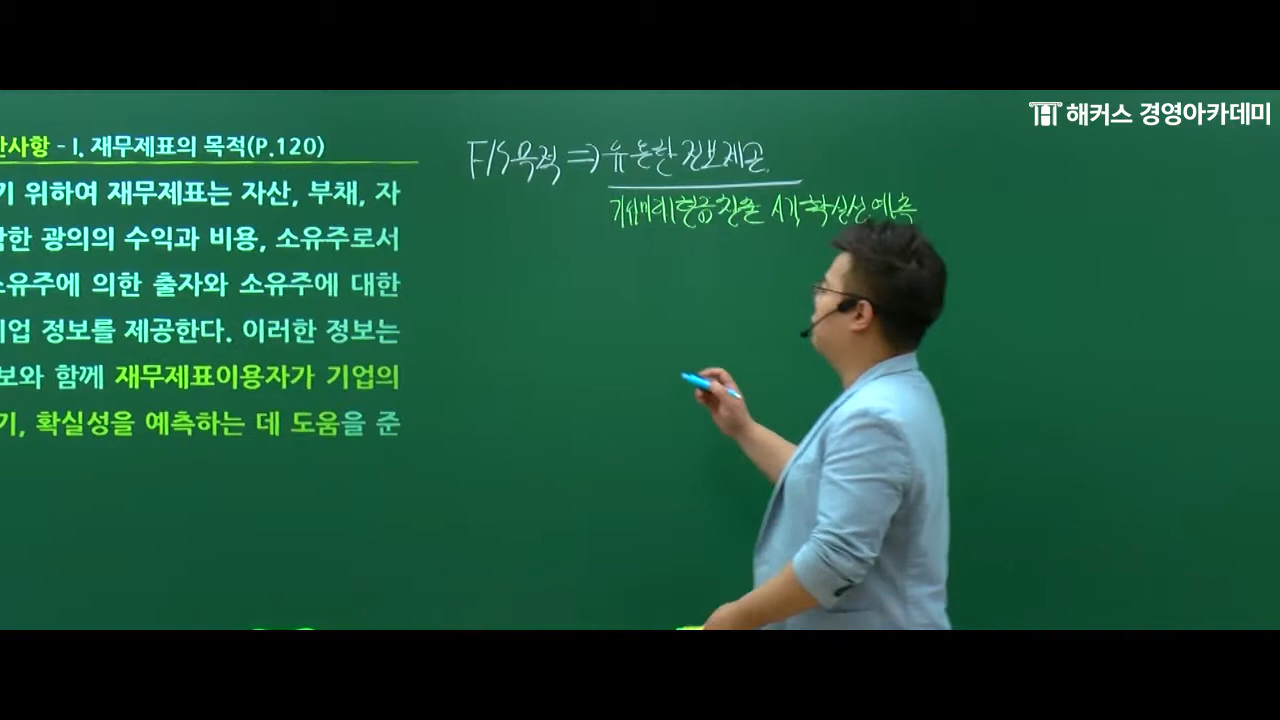 해커스 경영아카데미
반사항 - I. 재무제표의 목적(P.120)
기 위하여 재무제표는 자산, 부채, 자
한 광의의 수익과 비용, 소유주로서
소유주에 의한 출자와 소유주에 대한
기업 정보를 제공한다. 이러한 정보는
보와 함께 재무제표이용자가 기업의
기, 확실성을 예측하는 데 도움을 준
F/S 목적 ⇒ 유용한 정보제공.
기업미래현금창출 시기 확실성 예측